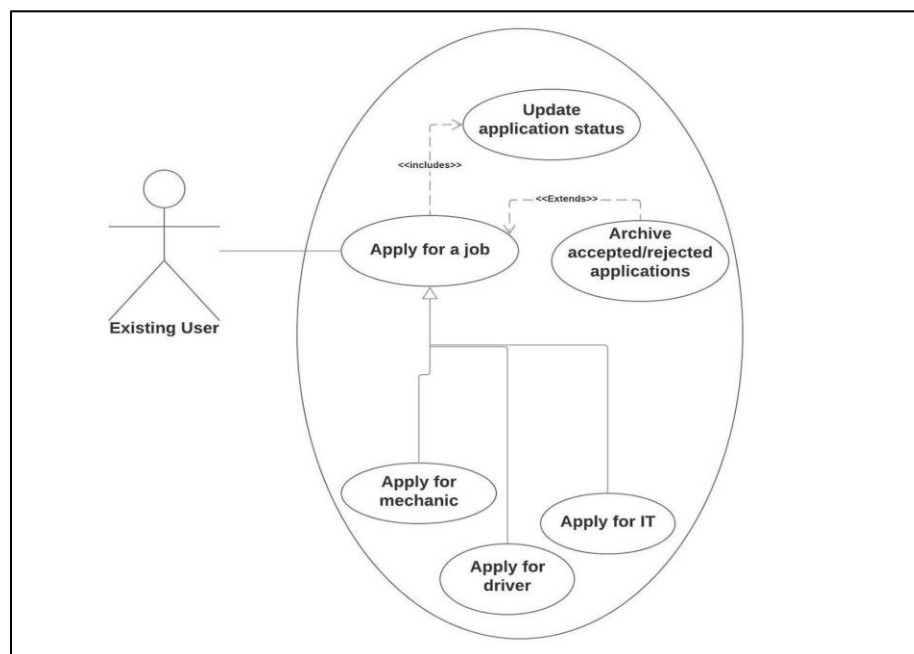 Update
application status
<<includes>>
<<Extends>>
Apply for a job
Archive
accepted/rejected
applications
Existing User
Apply for
mechanic
Apply for IT
Apply for
driver